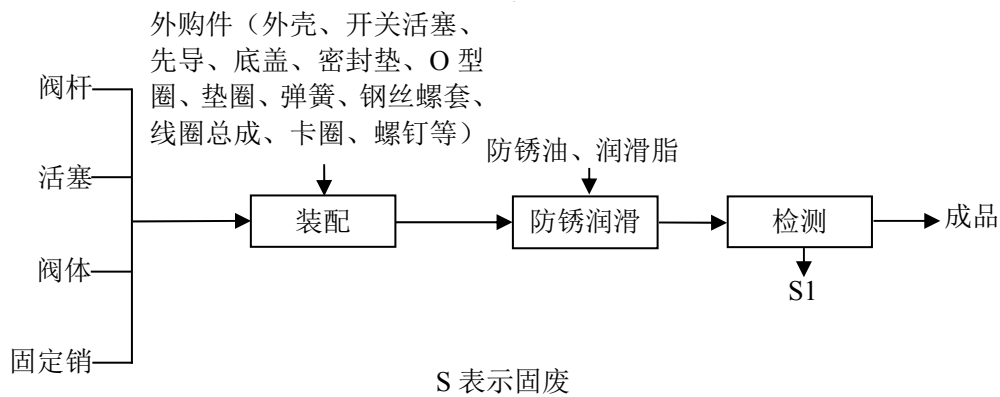 外购件（外壳、开关活塞、
先导、底盖、密封垫、O 型
圈、垫圈、弹簧、钢丝螺套、
线圈总成、卡圈、螺钉等）
阀杆
活塞
阀体
固定销
装配
防锈油、润滑脂
防锈润滑
检测
成品
S1
S 表示固废